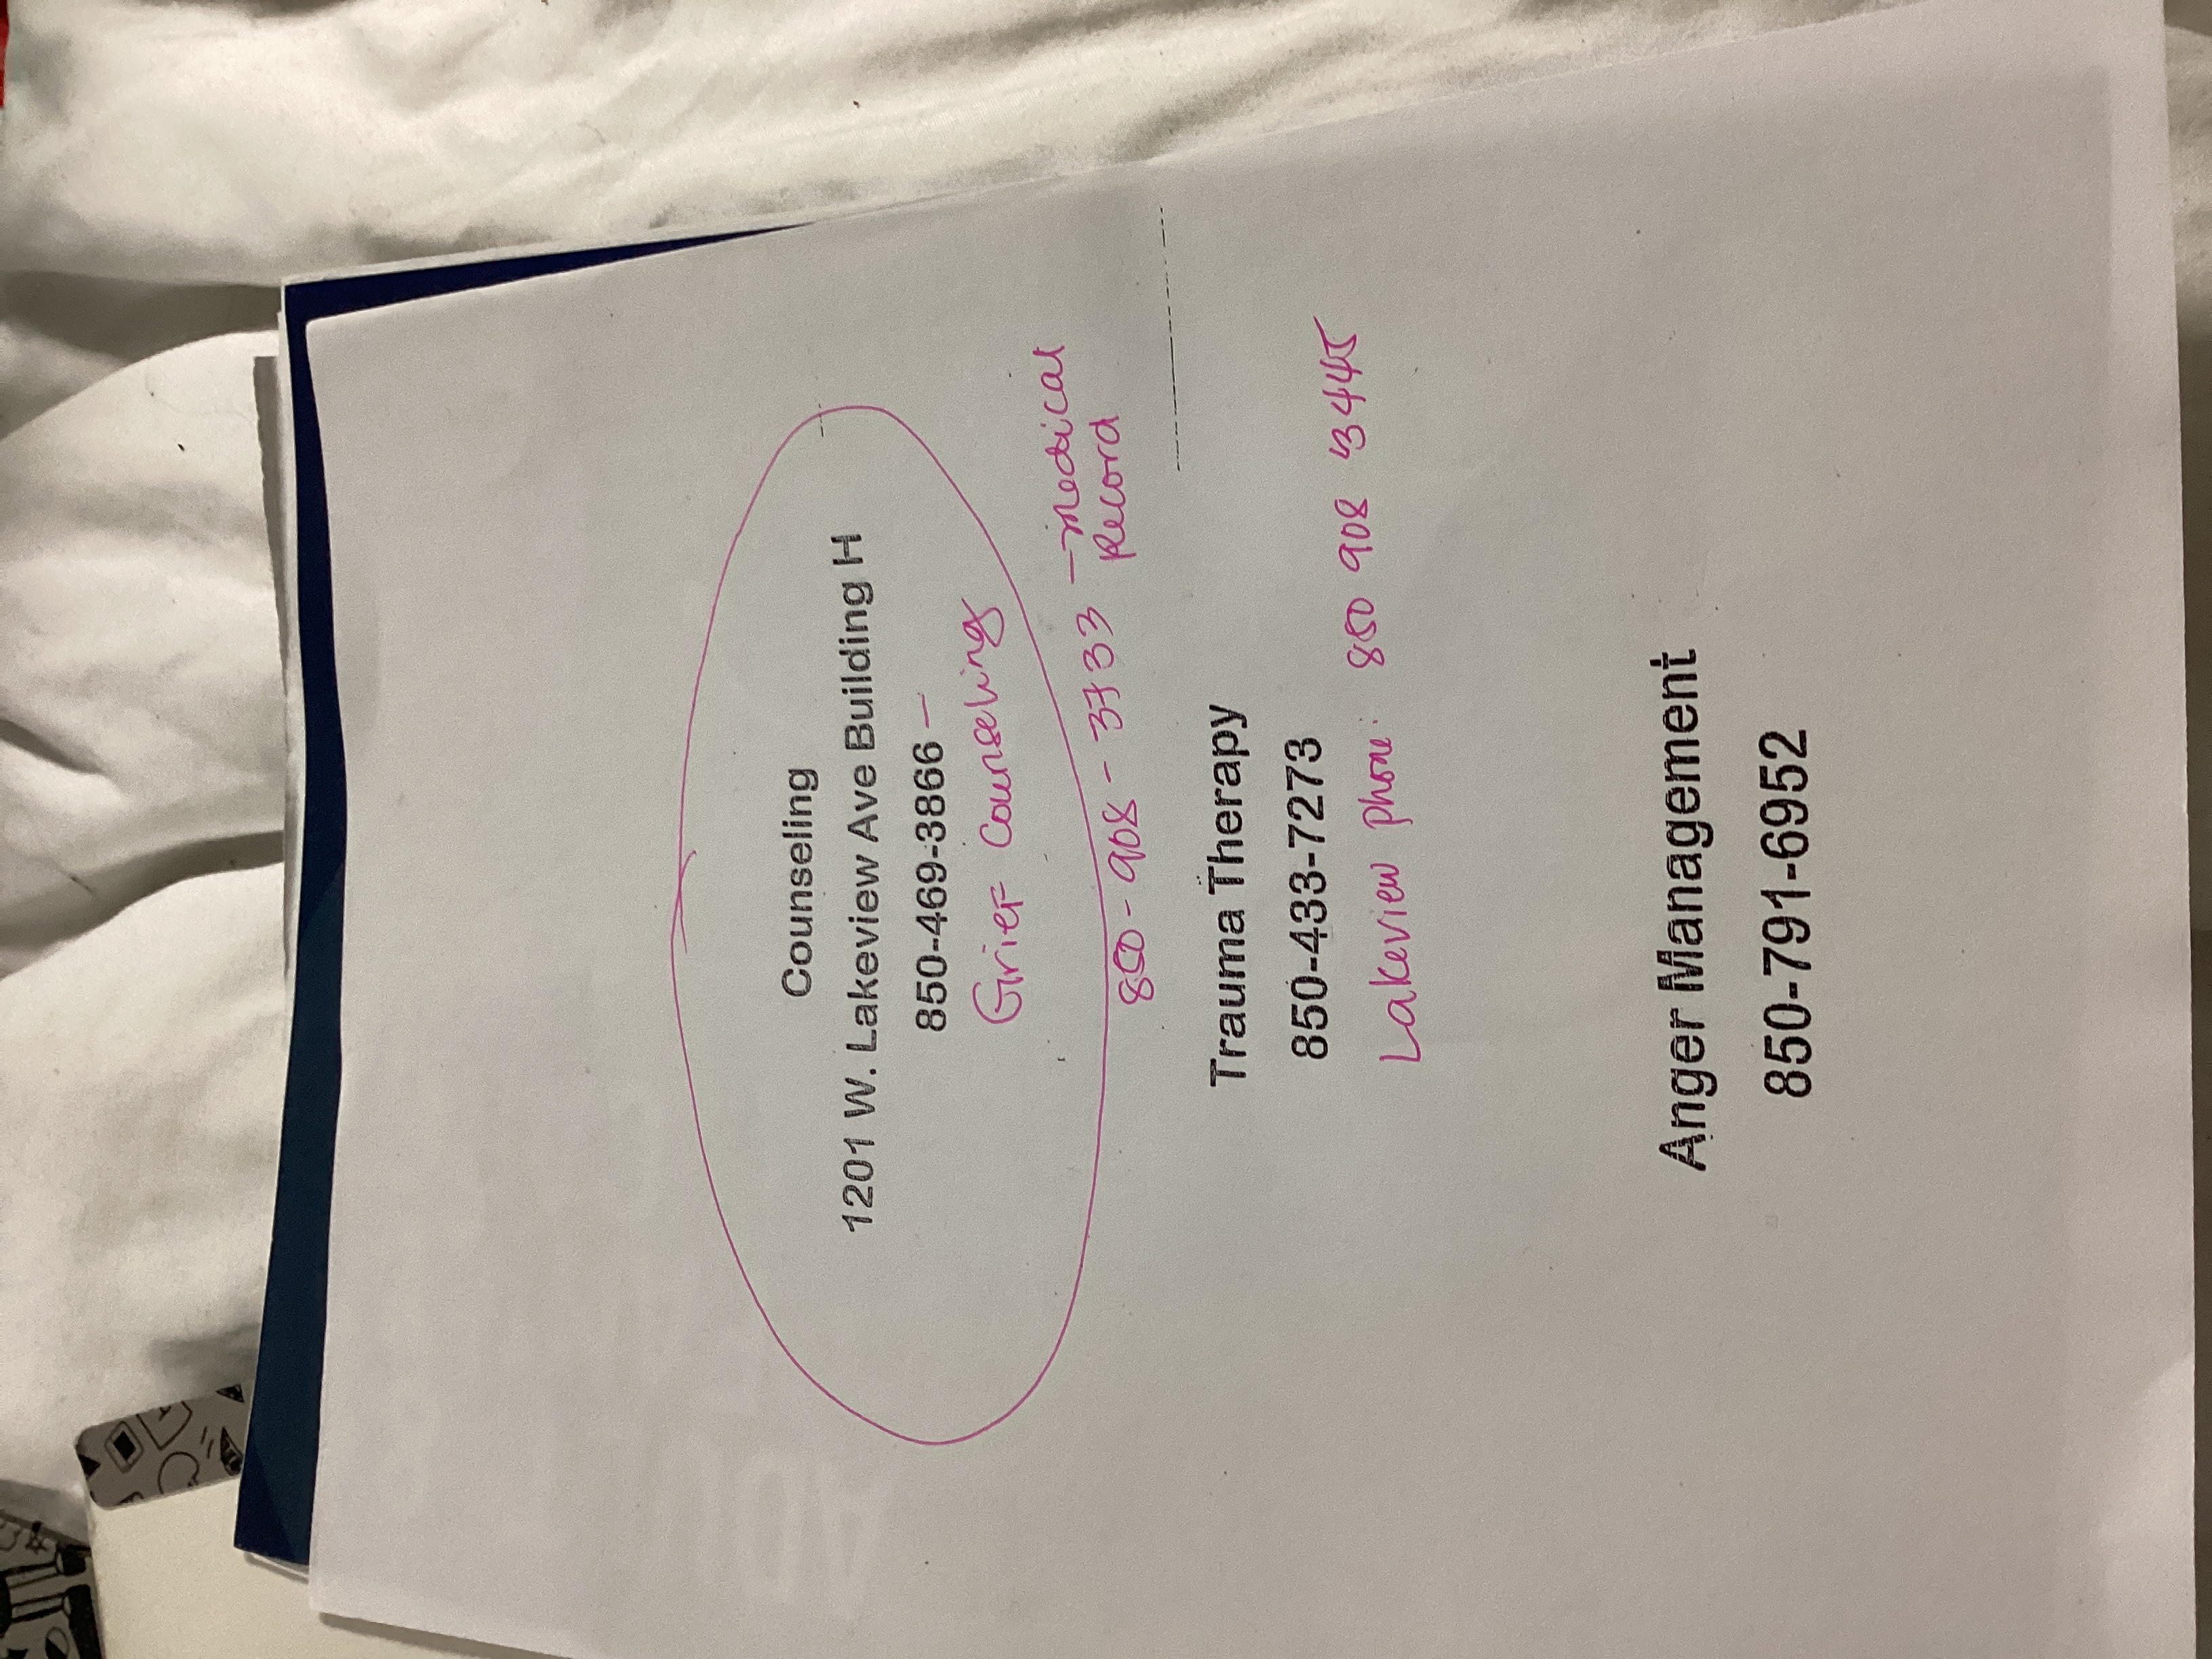 Counseling
1201 W. Lakeview Ave Building H
850-469-3866 –
Grief Counseling
850-908-3733 – medical
Record
Trauma Therapy
850-433-7273
Lakeview phone: 850 908 3445
Anger Management
850-791-6952